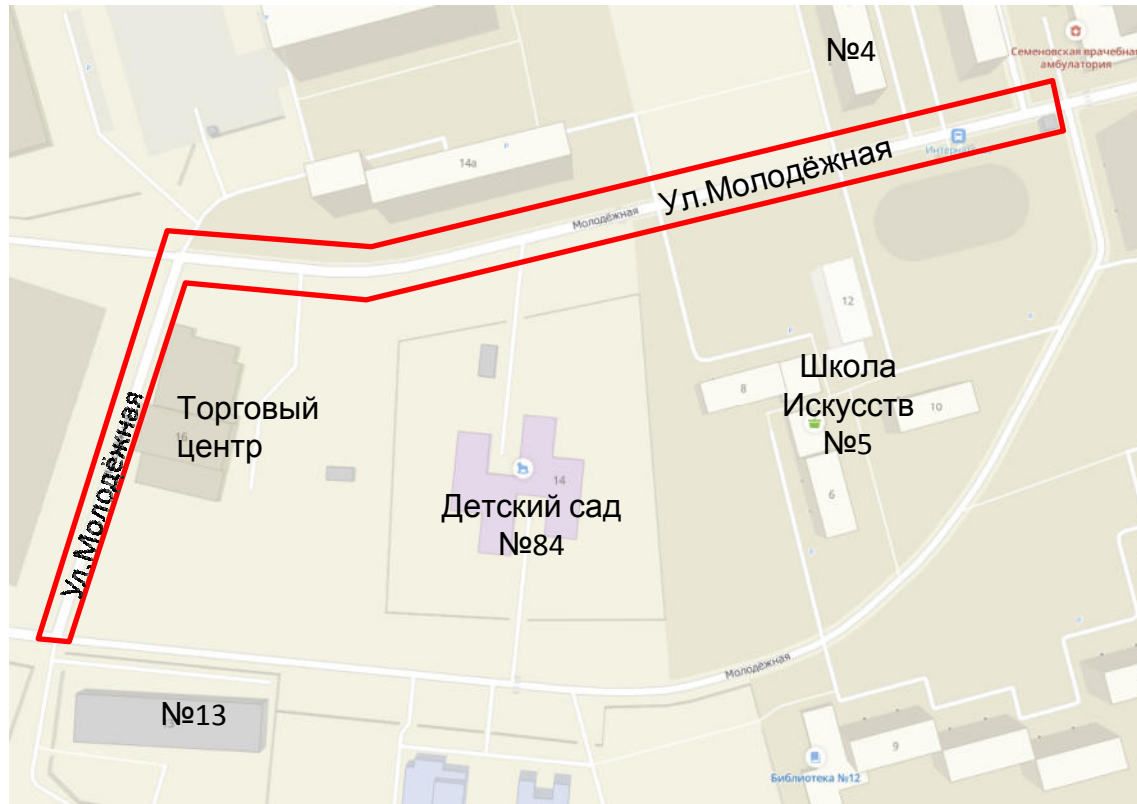 №4
Семеновская врачебная
амбулатория
P
P
14а
P
Ул.Молодёжная
Интернат
Молодёжная
12
P
P
Школа
Искусств
№5
8
10
6
P
Торговый
центр
16
Ул.Молодёжная
14
Детский сад
№84
P
Молодёжная
№13
9
Библиотека №12